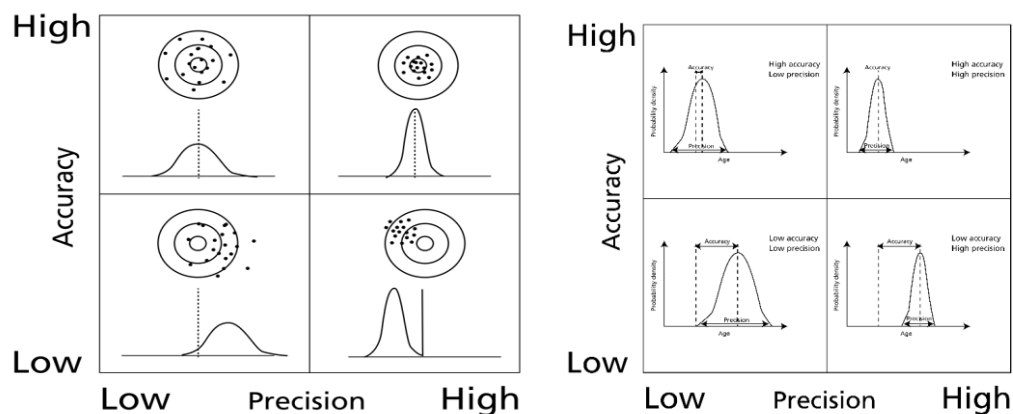 High
Accuracy
Low
Low
Precision
High
High
Accuracy
Low
Accuracy
High accuracy
Low precision
Probability density
Precision
Age
Accuracy
High accuracy
High precision
Probability density
Precision
Age
Accuracy
Low accuracy
Low precision
Probability density
Precision
Age
Accuracy
Low accuracy
High precision
Probability density
Precision
Age
Low
Precision
High